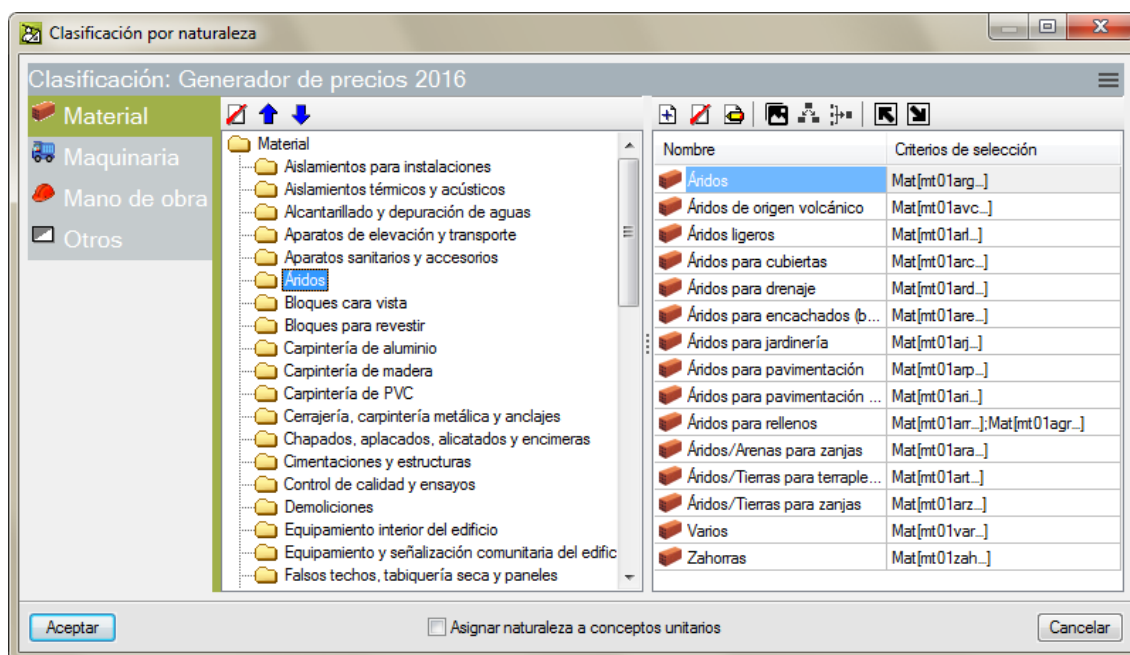 Clasificación por naturaleza
Clasificación: Generador de precios 2016
Material
Maquinaria
Mano de obra
Otros
Material
Aislamientos para instalaciones
Aislamientos térmicos y acústicos
Alcantarillado y depuración de aguas
Aparatos de elevación y transporte
Aparatos sanitarios y accesorios
Áridos
Bloques cara vista
Bloques para revestir
Carpintería de aluminio
Carpintería de madera
Carpintería de PVC
Cerrajería, carpintería metálica y anclajes
Chapados, aplacados, alicatados y encimeras
Cimentaciones y estructuras
Control de calidad y ensayos
Demoliciones
Equipamiento interior del edificio
Equipamiento y señalización comunitaria del edific
Falsos techos, tabiquería seca y paneles
Nombre Criterios de selección
Áridos Mat[mt01arg...]
Áridos de origen volcánico Mat[mt01avc...]
Áridos ligeros Mat[mt01arl...]
Áridos para cubiertas Mat[mt01arc...]
Áridos para drenaje Mat[mt01ard...]
Áridos para encachados (b... Mat[mt01are...]
Áridos para jardinería Mat[mt01arj...]
Áridos para pavimentación Mat[mt01arp...]
Áridos para pavimentación ... Mat[mt01ari...]
Áridos para rellenos Mat[mt01arr...];Mat[mt01agr...]
Áridos/Arenas para zanjas Mat[mt01ara...]
Áridos/Tierras para terraple... Mat[mt01art...]
Áridos/Tierras para zanjas Mat[mt01arz...]
Varios Mat[mt01var...]
Zahorras Mat[mt01zah...]
Aceptar
Asignar naturaleza a conceptos unitarios
Cancelar